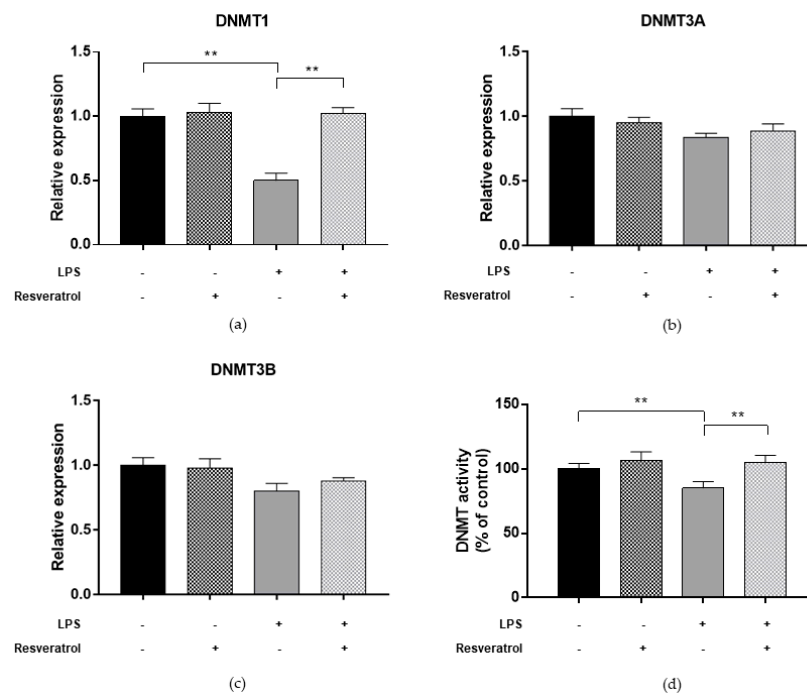 DNMT1
Relative expression
1.5
1.0
0.5
0.0
**
**
LPS - - + +
Resveratrol - + - +
(a)
DNMT3A
Relative expression
1.5
1.0
0.5
0.0
LPS - - + +
Resveratrol - + - +
(b)
DNMT3B
Relative expression
1.5
1.0
0.5
0.0
LPS - - + +
Resveratrol - + - +
(c)
DNMT activity
(% of control)
150
100
50
0
**
**
LPS - - + +
Resveratrol - + - +
(d)